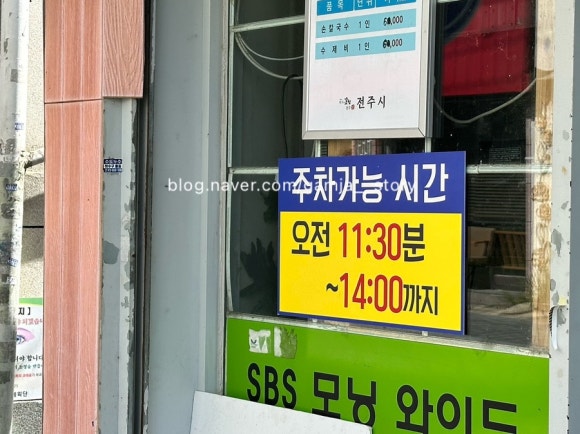 품목 단위
손칼국수 1인
수제비 1인
전주시
blog.naver.com/
주차가능 시간
오전 11:30분
~14:00까지
SBS 모닝 와이드